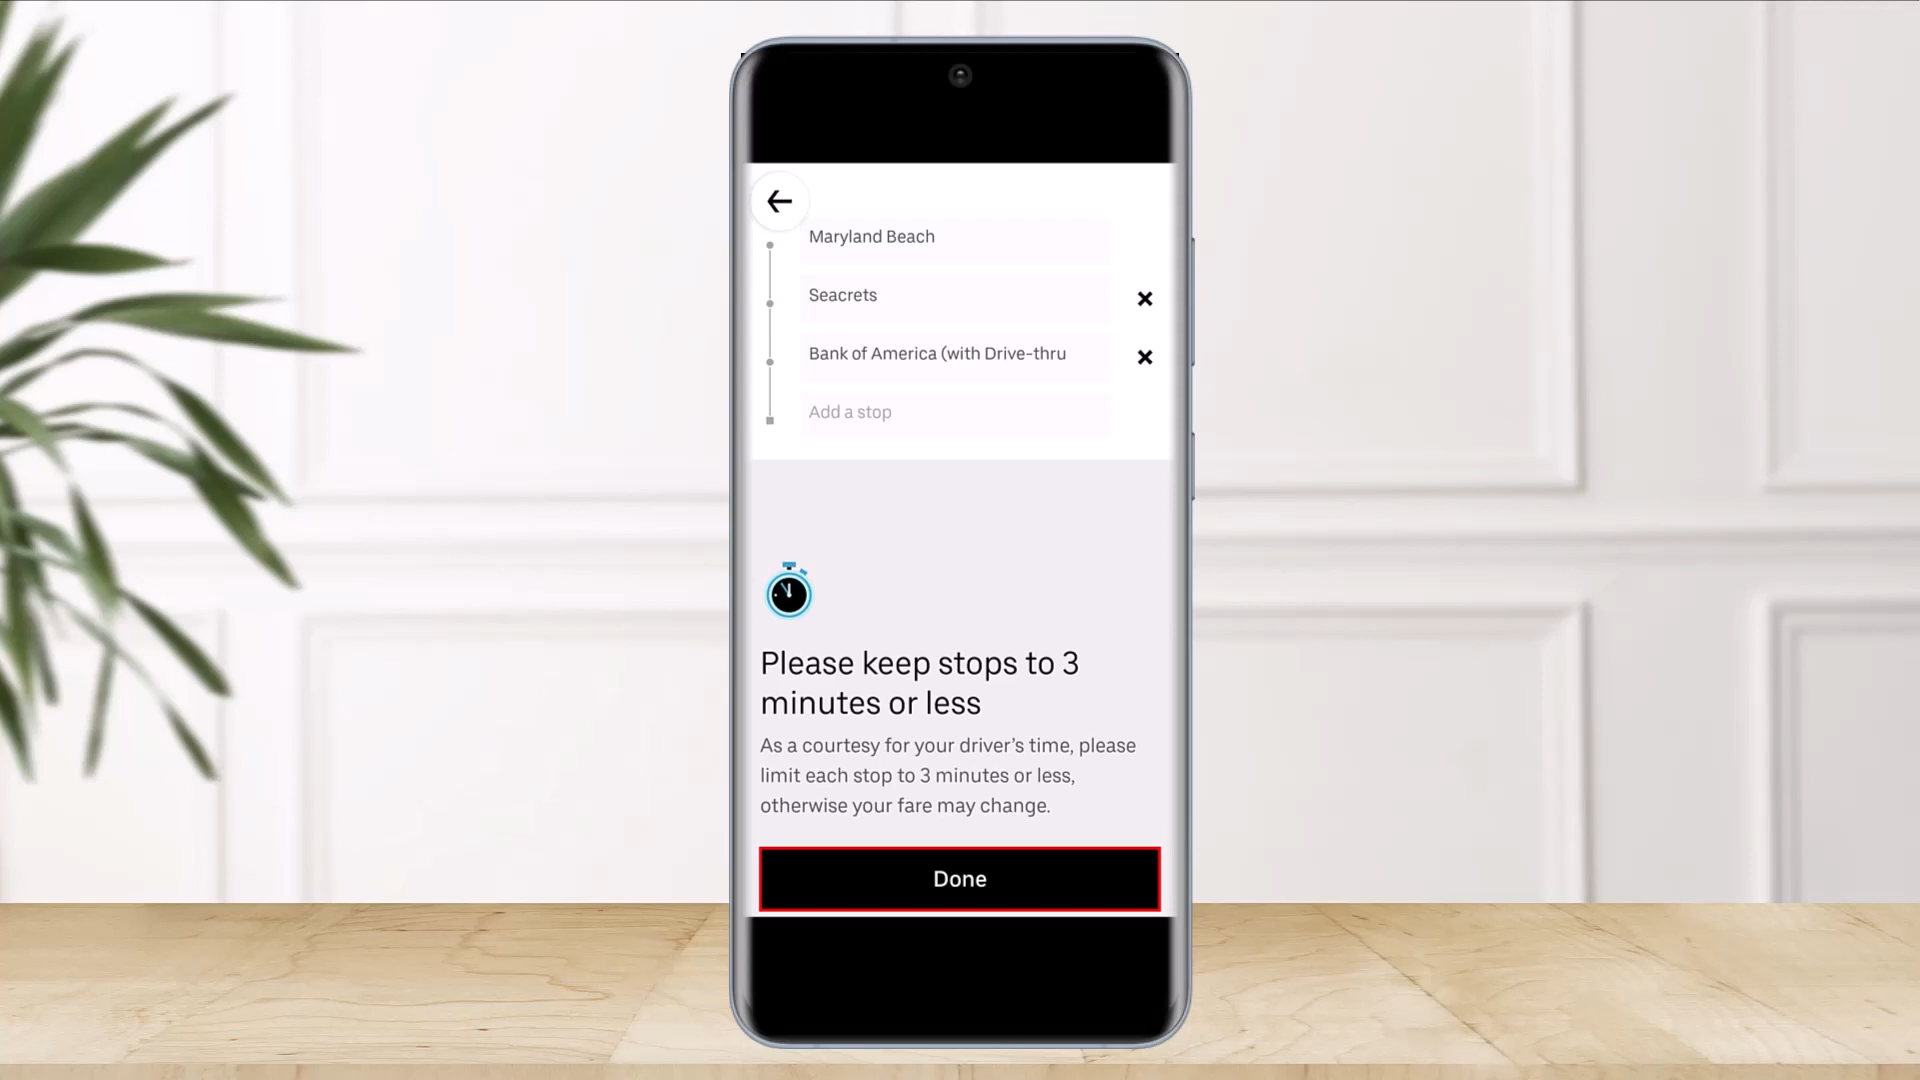 Maryland Beach
Seacrets
Bank of America (with Drive-thru
Add a stop
Please keep stops to 3
minutes or less
As a courtesy for your driver's time, please
limit each stop to 3 minutes or less,
otherwise your fare may change.
Done